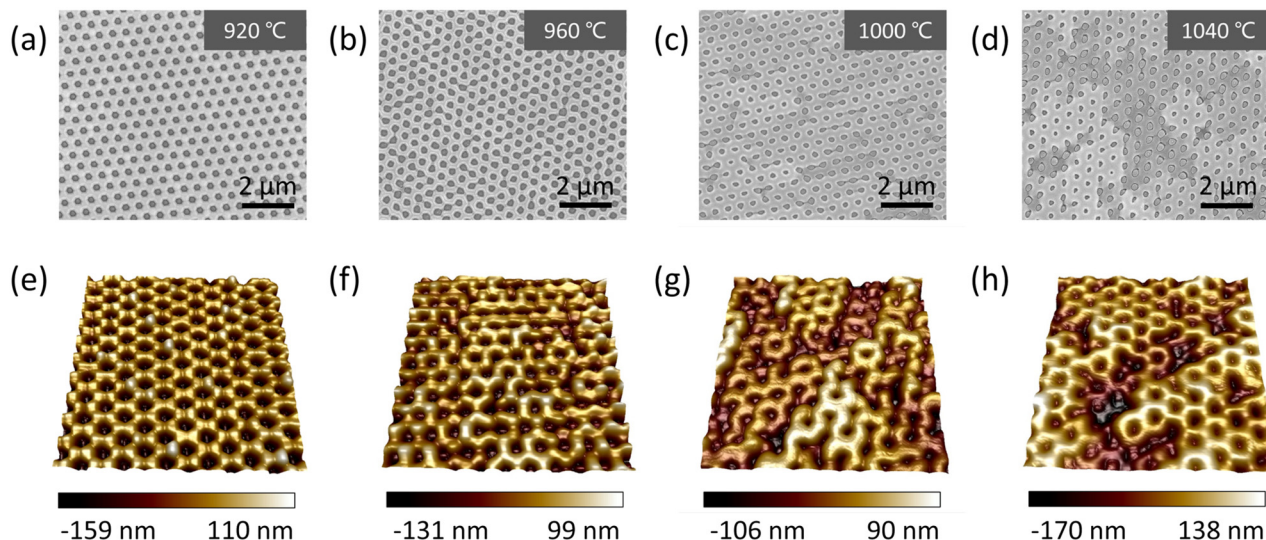 (a) 920 ℃ (b) 960 ℃ (c) 1000 ℃ (d) 1040 ℃
2 μm 2 μm 2 μm 2 μm
(e) (f) (g) (h)
-159 nm 110 nm -131 nm 99 nm -106 nm 90 nm -170 nm 138 nm